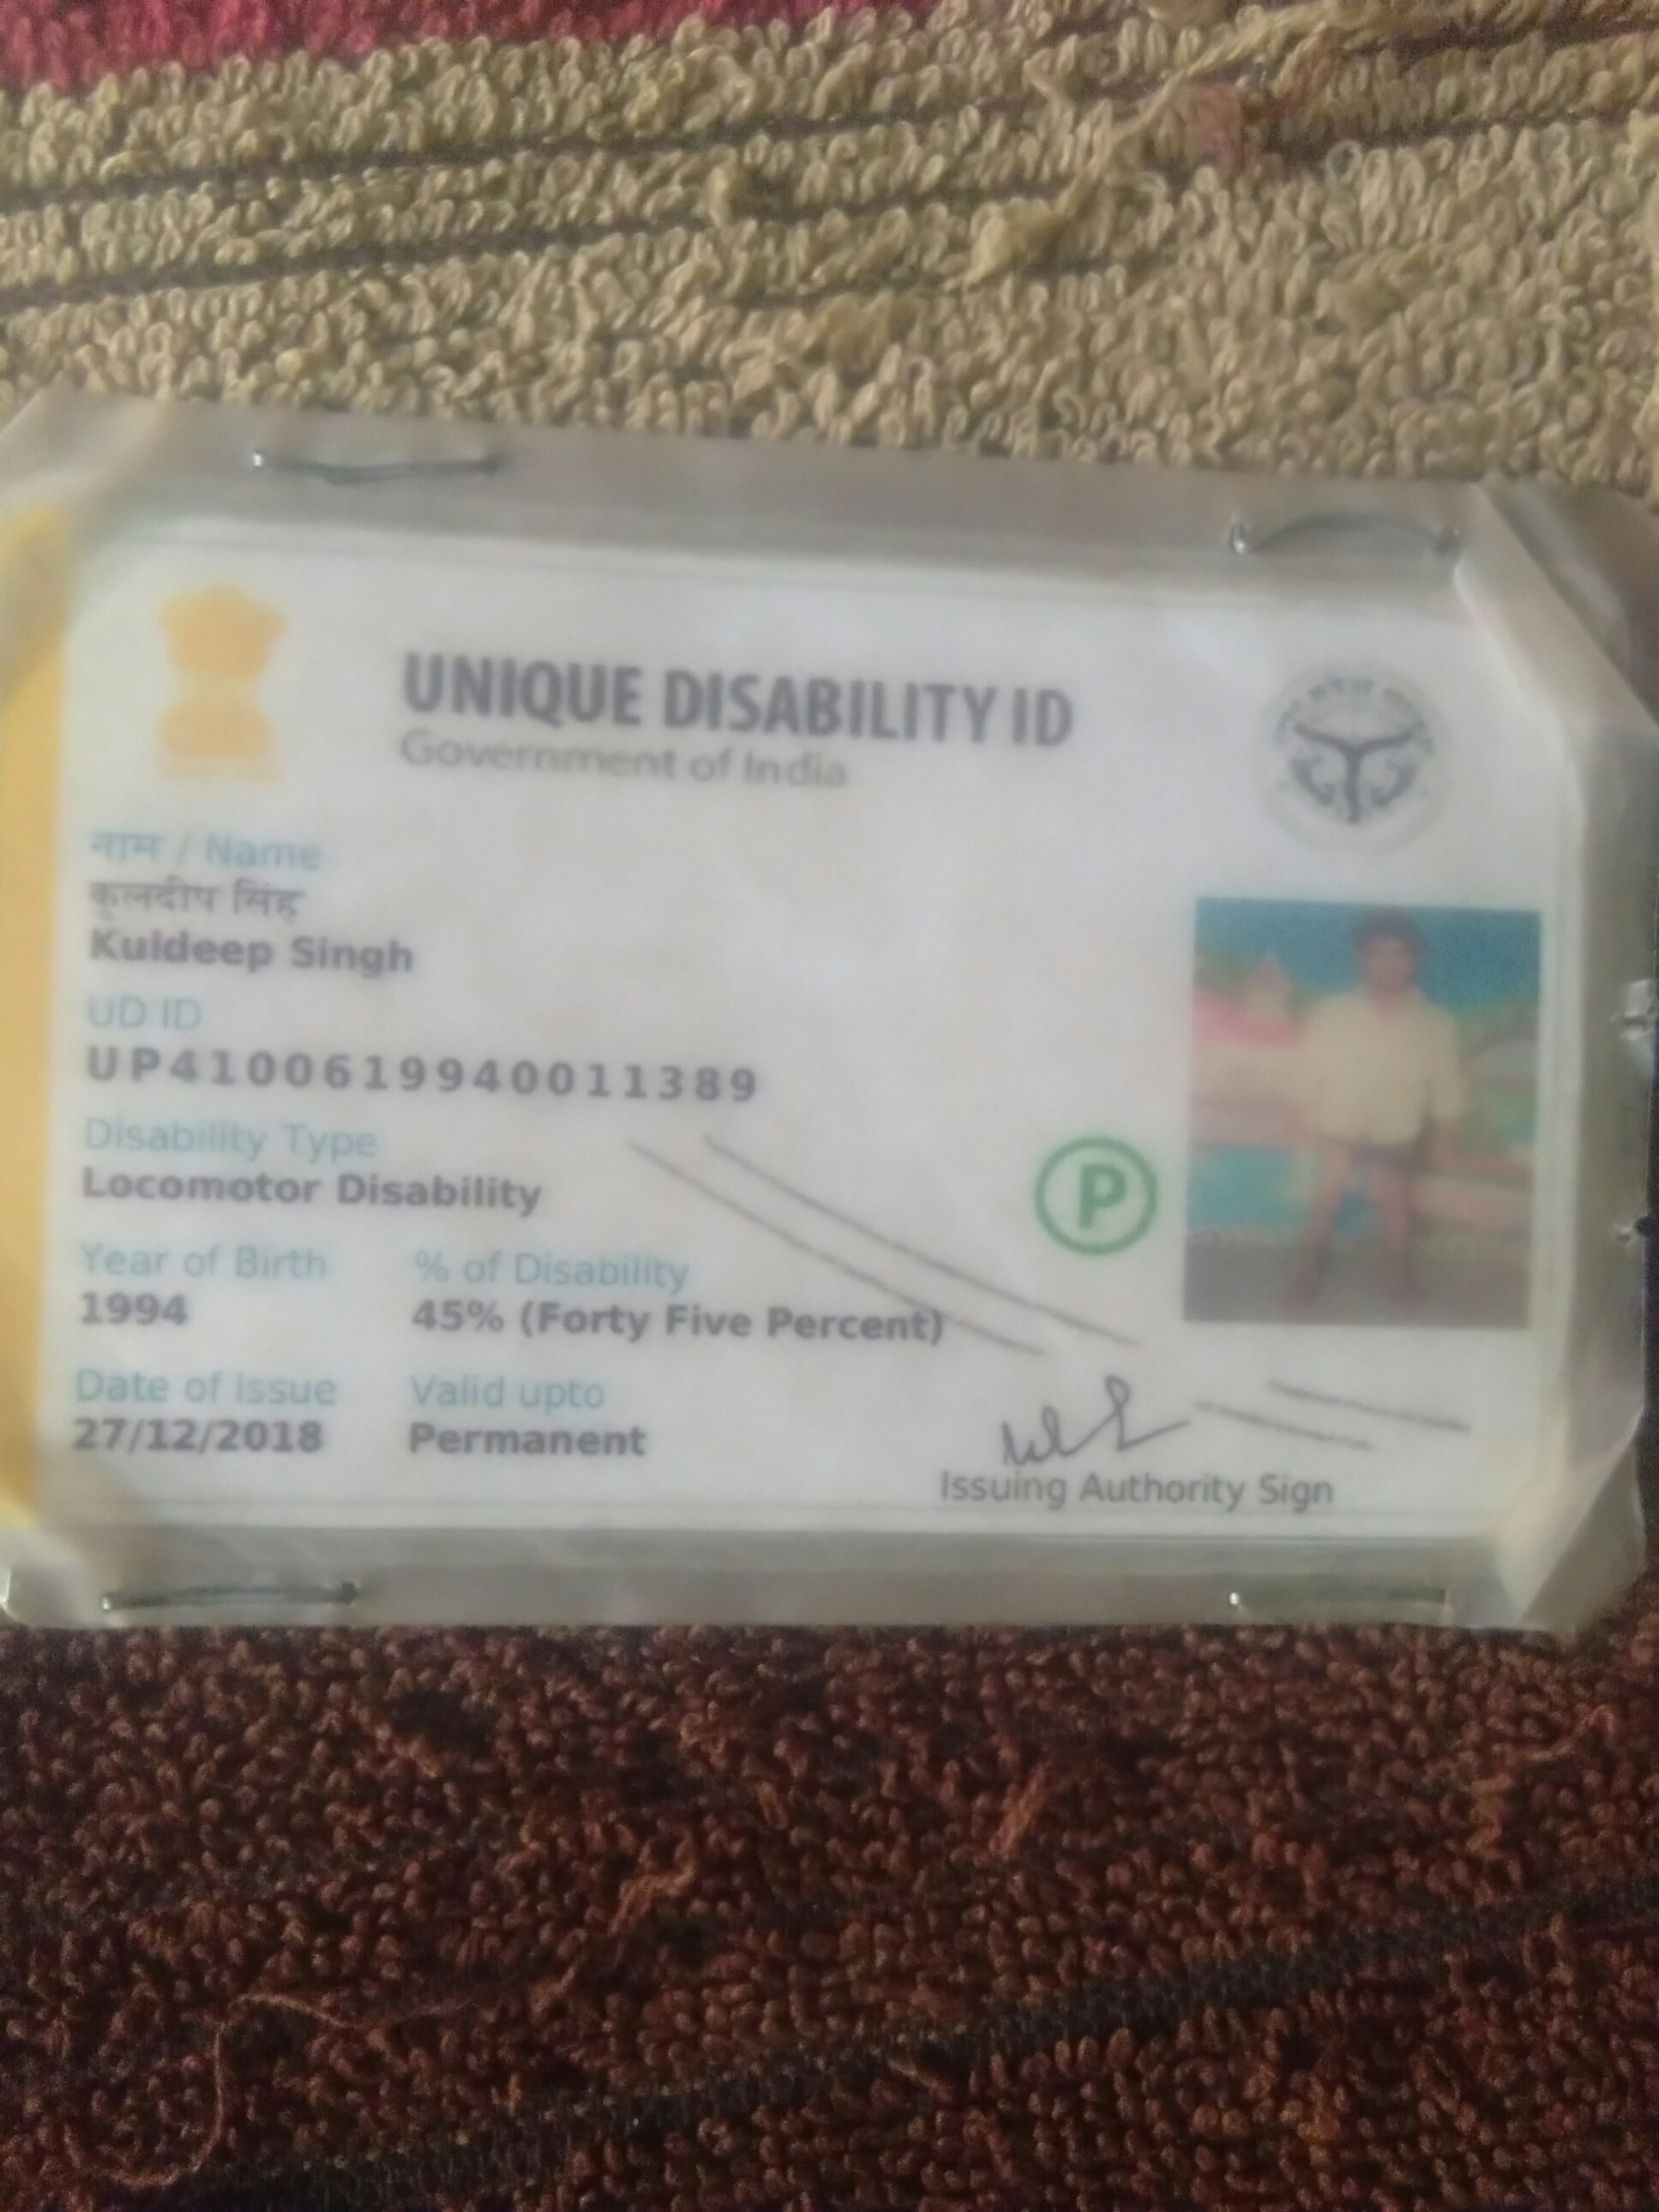 UNIQUE DISABILITY ID
Government of India
नाम / Name
कुलदीप सिंह
Kuldeep Singh
UD ID
UP4100619940011389
Disability Type
Locomotor Disability
P
Year of Birth % of Disability
1994 45% (Forty Five Percent)
Date of Issue Valid upto
27/12/2018 Permanent
Issuing Authority Sign